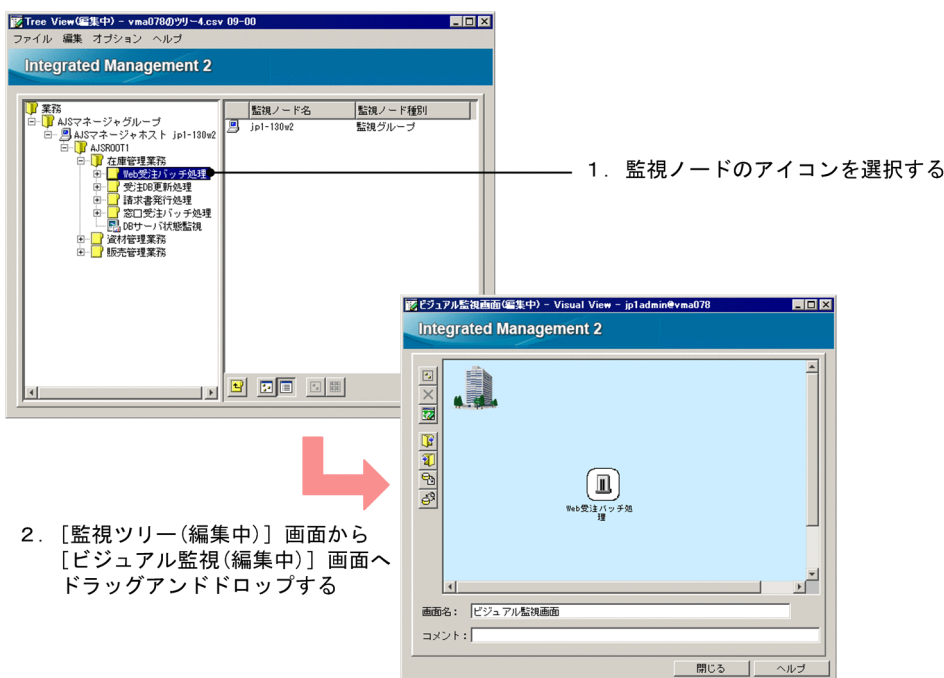 Tree View(編集中) - vma078のツリー4.csv 09-00
ファイル 編集 オプション ヘルプ
Integrated Management 2
業務
AJSマネージャグループ
AJSマネージャホスト jp1-130w2
AJSROOT1
在庫管理業務
Web受注バッチ処理
受注DB更新処理
請求書発行処理
窓口受注バッチ処理
DBサーバ状態監視
資材管理業務
販売管理業務
監視ノード名 監視ノード種別
jp1-130w2 監視グループ
1. 監視ノードのアイコンを選択する
ビジュアル監視画面(編集中) - Visual View - jp1admin@vma078
Integrated Management 2
Web受注バッチ処
理
画面名: ビジュアル監視画面
コメント:
閉じる ヘルプ
2. [監視ツリー(編集中)] 画面から
[ビジュアル監視(編集中)] 画面へ
ドラッグアンドドロップする